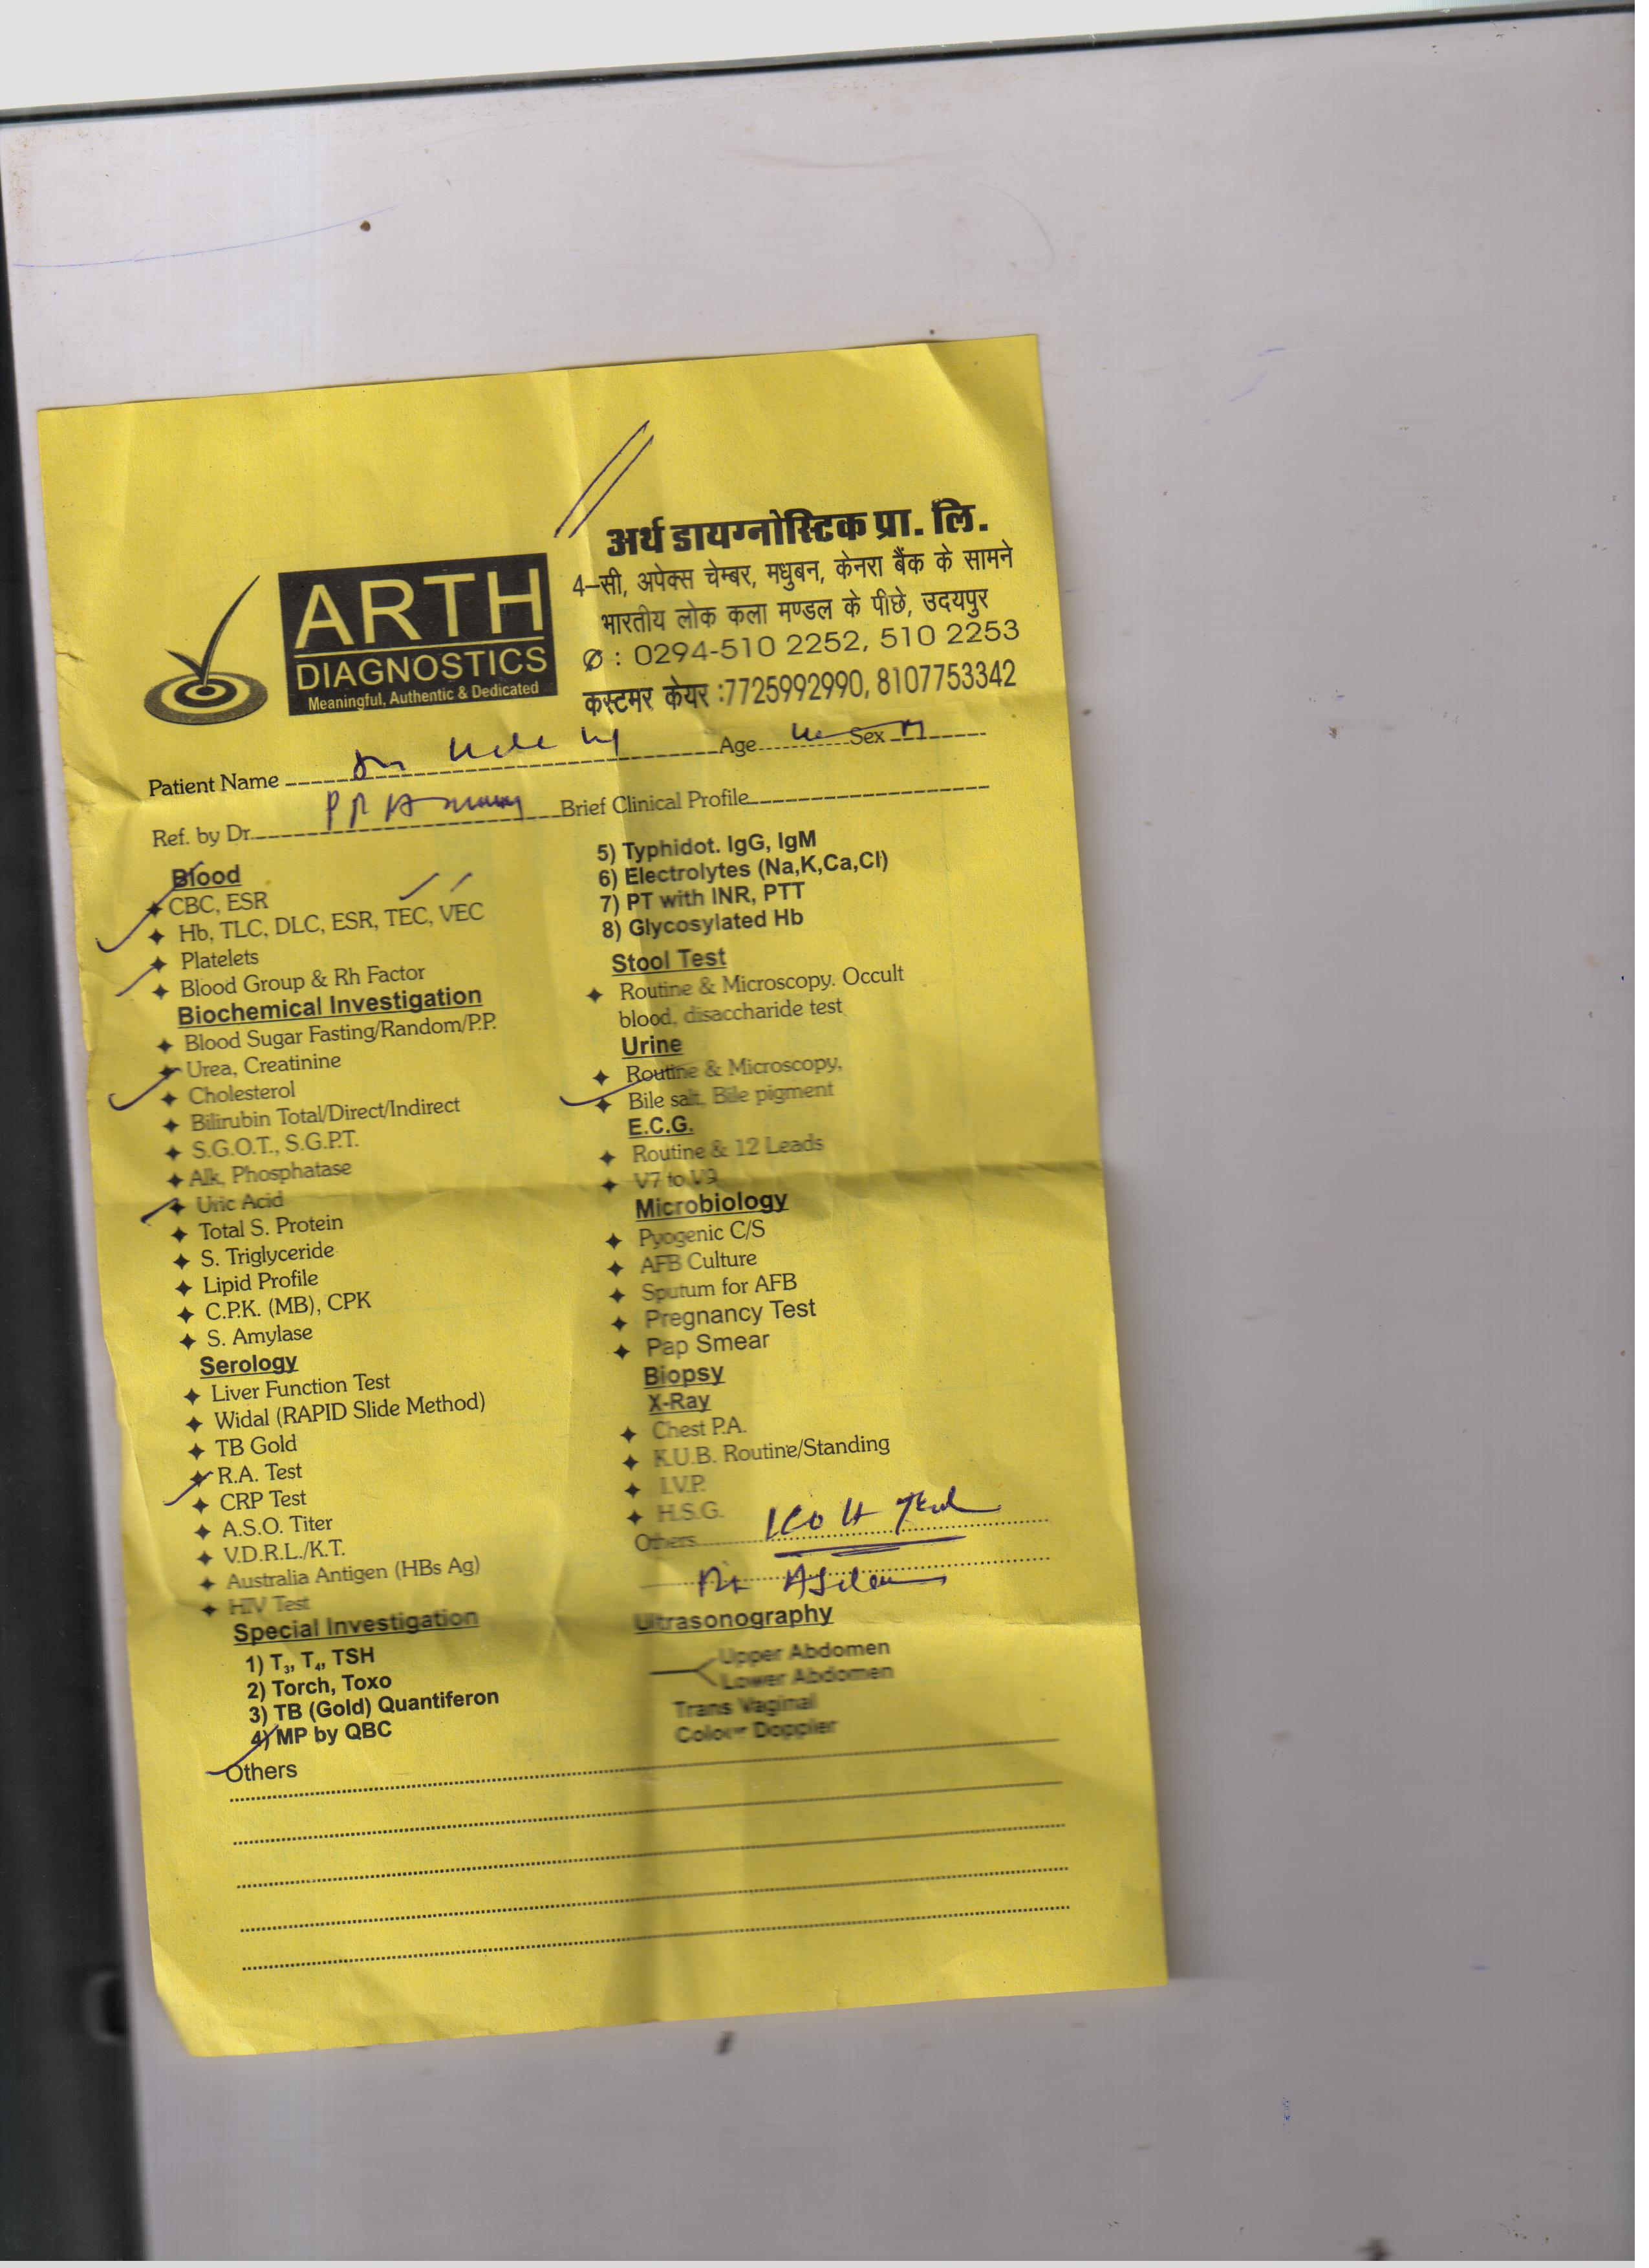 अर्थ डायग्नोस्टिक प्रा. लि.
4-सी, अपेक्स चेम्बर, मधुबन, केनरा बैंक के सामने
भारतीय लोक कला मण्डल के पीछे, उदयपुर
: 0294-510 2252, 510 2253
कस्टमर केयर :7725992990, 8107753342
ARTH
DIAGNOSTICS
Meaningful, Authentic & Dedicated
Patient Name Age Sex M
Ref. by Dr. Brief Clinical Profile
Blood
CBC, ESR
Hb, TLC, DLC, ESR, TEC, VEC
Platelets
Blood Group & Rh Factor
Biochemical Investigation
Blood Sugar Fasting/Random/P.P.
Urea, Creatinine
Cholesterol
Bilirubin Total/Direct/Indirect
S.G.O.T., S.G.P.T.
Alk, Phosphatase
Uric Acid
Total S. Protein
S. Triglyceride
Lipid Profile
C.P.K. (MB), CPK
S. Amylase
Serology
Liver Function Test
Widal (RAPID Slide Method)
TB Gold
R.A. Test
CRP Test
A.S.O. Titer
V.D.R.L./K.T.
Australia Antigen (HBs Ag)
HIV Test
Special Investigation
1) T3, T4, TSH
2) Torch, Toxo
3) TB (Gold) Quantiferon
4) MP by QBC
Others
5) Typhidot. IgG, IgM
6) Electrolytes (Na,K,Ca,Cl)
7) PT with INR, PTT
8) Glycosylated Hb
Stool Test
Routine & Microscopy. Occult
blood, disaccharide test
Urine
Routine & Microscopy,
Bile salt, Bile pigment
E.C.G.
Routine & 12 Leads
V7 to V9
Microbiology
Pyogenic C/S
AFB Culture
Sputum for AFB
Pregnancy Test
Pap Smear
Biopsy
X-Ray
Chest P.A.
K.U.B. Routine/Standing
I.V.P.
H.S.G.
Others
Ultrasonography
Upper Abdomen
Lower Abdomen
Trans Vaginal
Colour Doppler